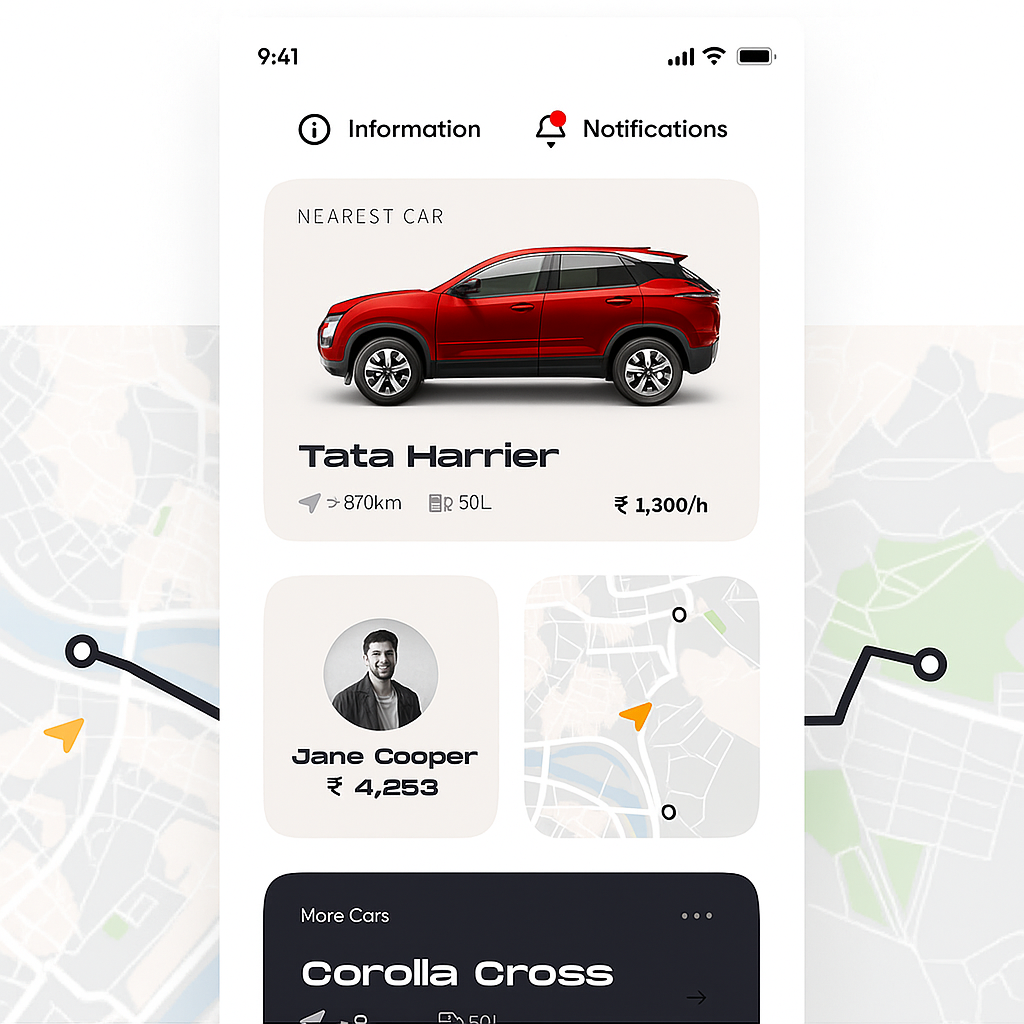 9:41
Information Notifications
NEAREST CAR
Tata Harrier
870km 50L ₹ 1,300/h
Jane Cooper
₹ 4,253
More Cars
Corolla Cross
50L